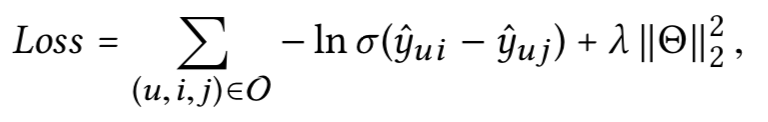 Loss = ∑ − ln σ(ŷ_{ui} − ŷ_{uj}) + λ ‖Θ‖₂²,
(u,i,j)∈𝒪